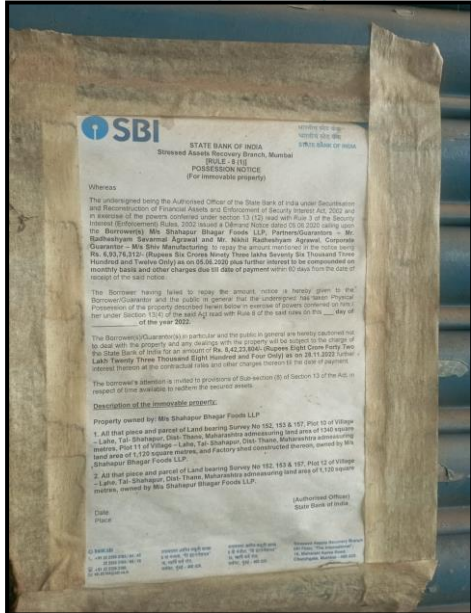 SBI
भारतीय स्टेट बैंक
STATE BANK OF INDIA
STATE BANK OF INDIA
Stressed Assets Recovery Branch, Mumbai
[RULE - 8 (1)]
POSSESSION NOTICE
(For immovable property)
Whereas
The undersigned being the Authorised Officer of the State Bank of India under Securitisation
and Reconstruction of Financial Assets and Enforcement of Security Interest Act, 2002 and
in exercise of the powers conferred under section 13 (12) read with Rule 3 of the Security
Interest (Enforcement) Rules, 2002 issued a Demand Notice dated 05.08.2020 calling upon
the Borrower(s) M/s Shahapur Bhagar Foods LLP, Partners/Guarantors – Mr.
Radheshyam Severmal Agrawal and Mr. Nikhil Radheshyam Agrawal, Corporate
Guarantor – M/s Shiv Manufacturing, to repay the amount mentioned in the notice being
Rs. 6,93,76,312/- (Rupees Six Crores Ninety Three lakhs Seventy Six Thousand Three
Hundred and Twelve Only) as on 05.08.2020 plus further interest to be compounded on
monthly basis and other charges due till date of payment within 60 days from the date of
receipt of the said notice.
The Borrower having failed to repay the amount, notice is hereby given to the
Borrower/Guarantor and the public in general that the undersigned has taken Physical
Possession of the property described herein below in exercise of powers conferred on him /
her under Section 13(4) of the said Act read with Rule 8 of the said rules on this ___ day of
________ of the year 2022.
The Borrower(s)/Guarantor(s) in particular and the public in general are hereby cautioned not
to deal with the property and any dealings with the property will be subject to the charge of
the State Bank of India for an amount of Rs. 8,42,23,804/- (Rupees Eight Crore Forty Two
Lakh Twenty Three Thousand Eight Hundred and Four Only) as on 28.11.2022 further
interest thereon at the contractual rates and other charges thereon till the date of payment.
The borrower's attention is invited to provisions of Sub-section (8) of Section 13 of the Act, in
respect of time available to redeem the secured assets.
Description of the immovable property:
Property owned by: M/s Shahapur Bhagar Foods LLP
1. All that piece and parcel of Land bearing Survey No 152, 153 & 157, Plot 10 of Village
– Lahe, Tal- Shahapur, Dist- Thane, Maharashtra admeasuring land area of 1340 square
metres, Plot 11 of Village – Lahe, Tal- Shahapur, Dist- Thane, Maharashtra admeasuring
land area of 1,120 square metres, and Factory shed constructed thereon, owned by M/s
Shahapur Bhagar Foods LLP.
2. All that piece and parcel of Land bearing Survey No 152, 153 & 157, Plot 12 of Village
– Lahe, Tal- Shahapur, Dist- Thane, Maharashtra admeasuring land area of 1,120 square
metres, owned by M/s Shahapur Bhagar Foods LLP
(Authorised Officer)
State Bank of India
Date:
Place:
Stressed Assets Recovery Branch